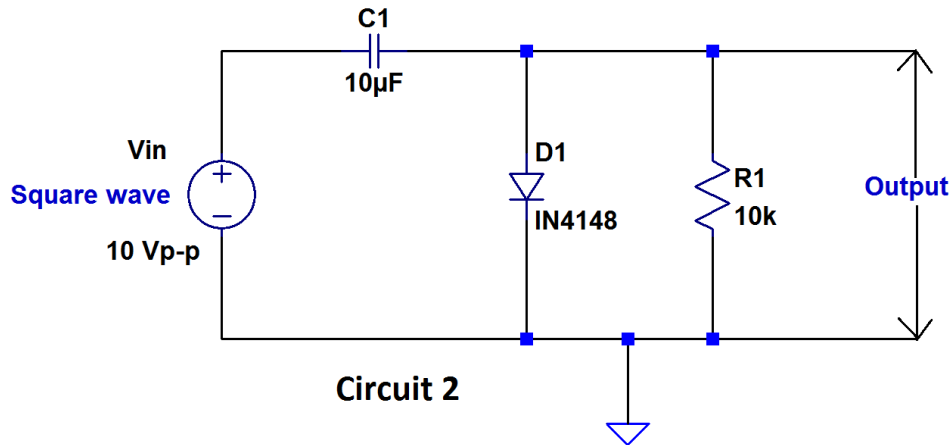 C1
10µF
Vin
Square wave
10 Vp-p
D1
IN4148
R1
10k
Output
Circuit 2